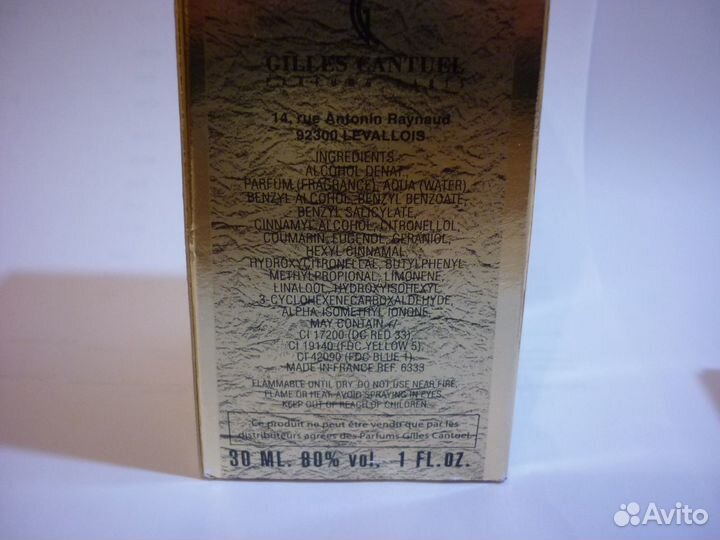 GILLES CANTUEL
PARFUMS PARIS
14, rue Antonin Raynaud
92300 LEVALLOIS
INGREDIENTS
ALCOHOL DENAT,
PARFUM (FRAGRANCE), AQUA (WATER)
BENZYL ALCOHOL, BENZYL BENZOATE,
BENZYL SALICYLATE,
CINNAMYL ALCOHOL, CITRONELLOL,
COUMARIN, EUGENOL, GERANIOL,
HEXYL CINNAMAL,
HYDROXYCITRONELLAL, BUTYLPHENYL
METHYLPROPIONAL, LIMONENE,
LINALOOL, HYDROXYISOHEXYL
3-CYCLOHEXENECARBOXALDEHYDE,
ALPHA-ISOMETHYL IONONE,
MAY CONTAIN +/-
CI 17200 (DC RED 33),
CI 19140 (FDC YELLOW 5),
CI 42090 (FDC BLUE 1),
MADE IN FRANCE REF. 6333
FLAMMABLE UNTIL DRY. DO NOT USE NEAR FIRE,
FLAME OR HEAT. AVOID SPRAYING IN EYES,
KEEP OUT OF REACH OF CHILDREN.
Ce produit ne peut être vendu que par les
distributeurs agréés des Parfums Gilles Cantuel
30 ML. 80% vol. 1 FL.OZ.
Avito